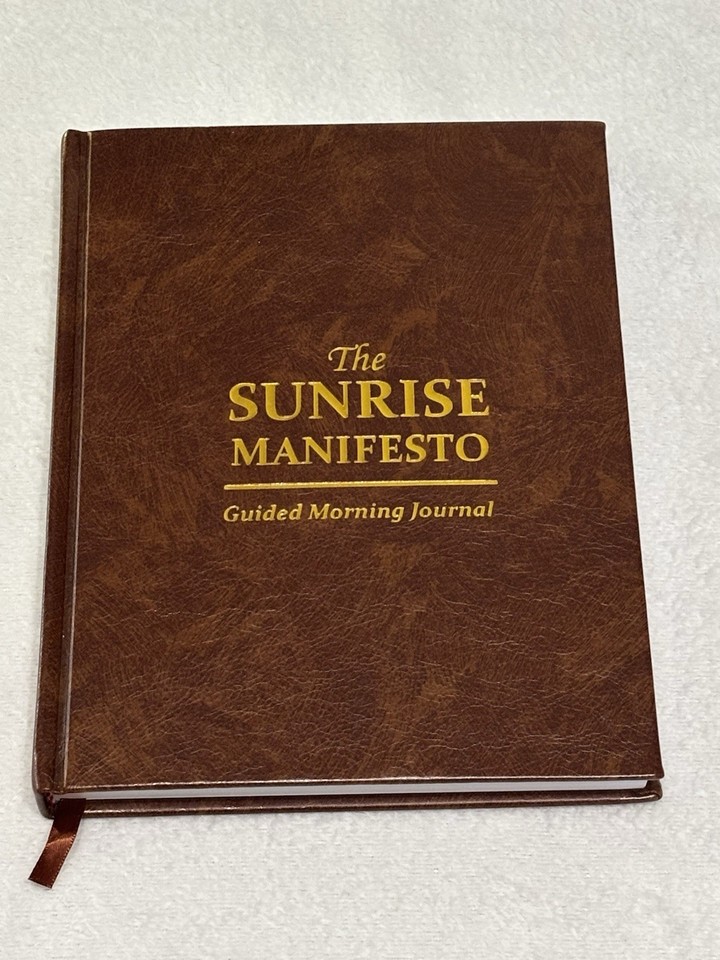 The
SUNRISE
MANIFESTO
Guided Morning Journal